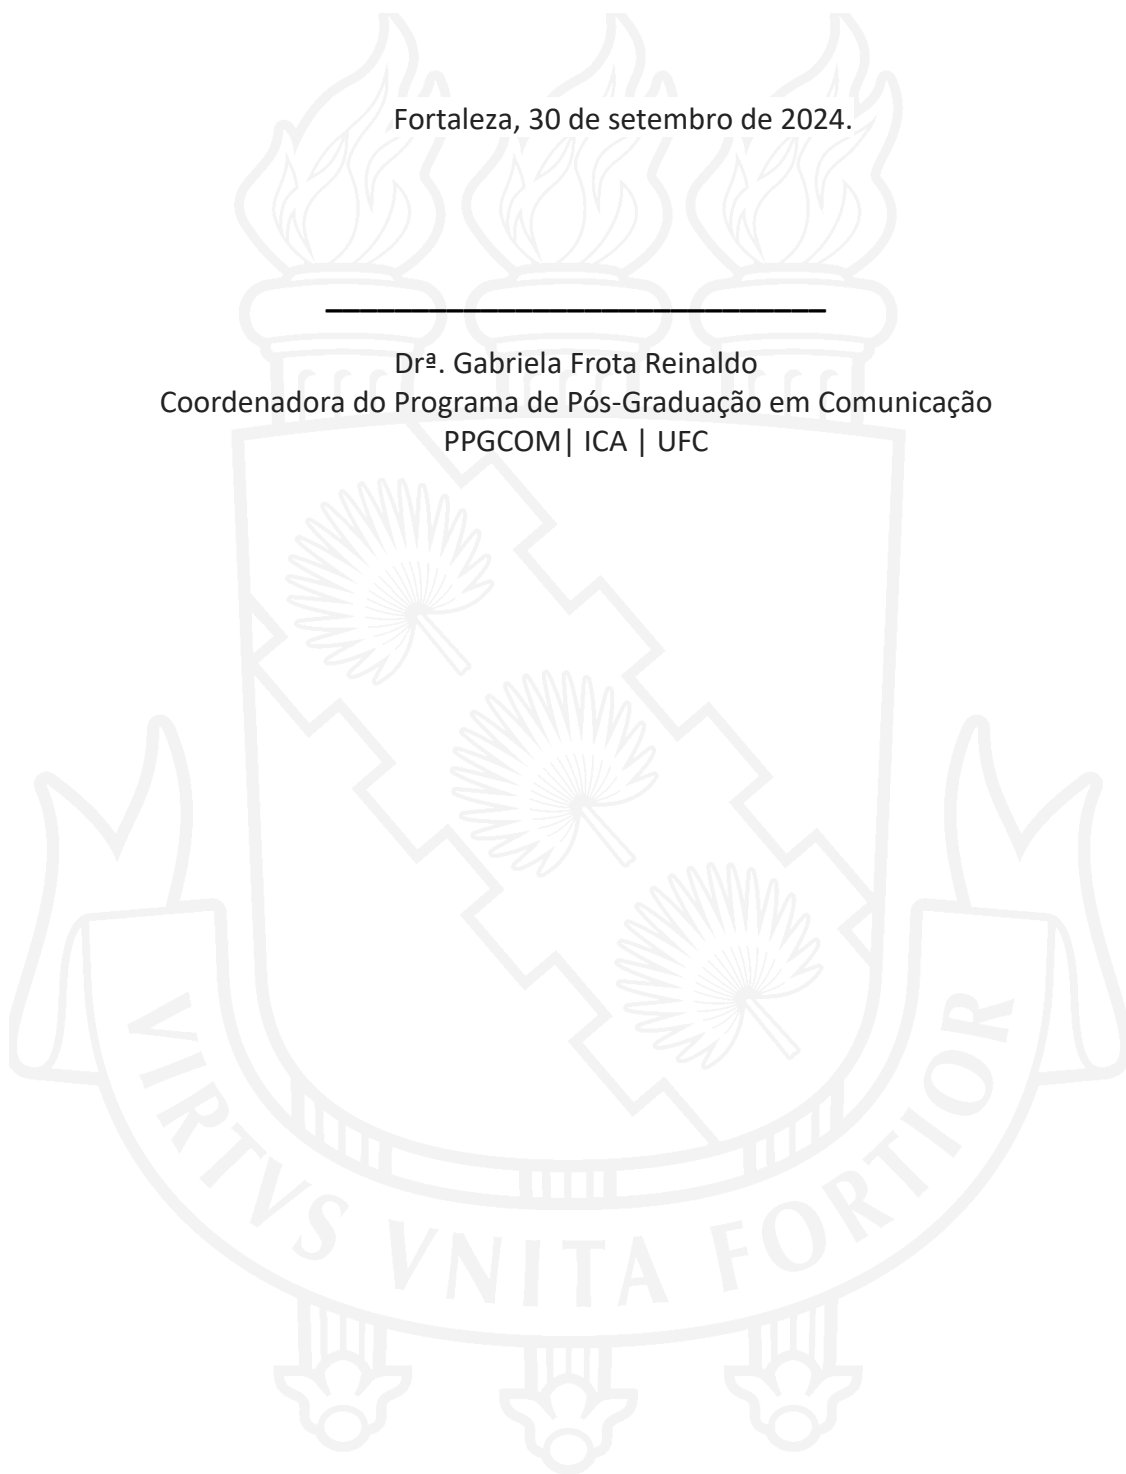 Fortaleza, 30 de setembro de 2024.
Drª. Gabriela Frota Reinaldo
Coordenadora do Programa de Pós-Graduação em Comunicação
PPGCOM| ICA | UFC
VIRTVS VNITA FORTIOR